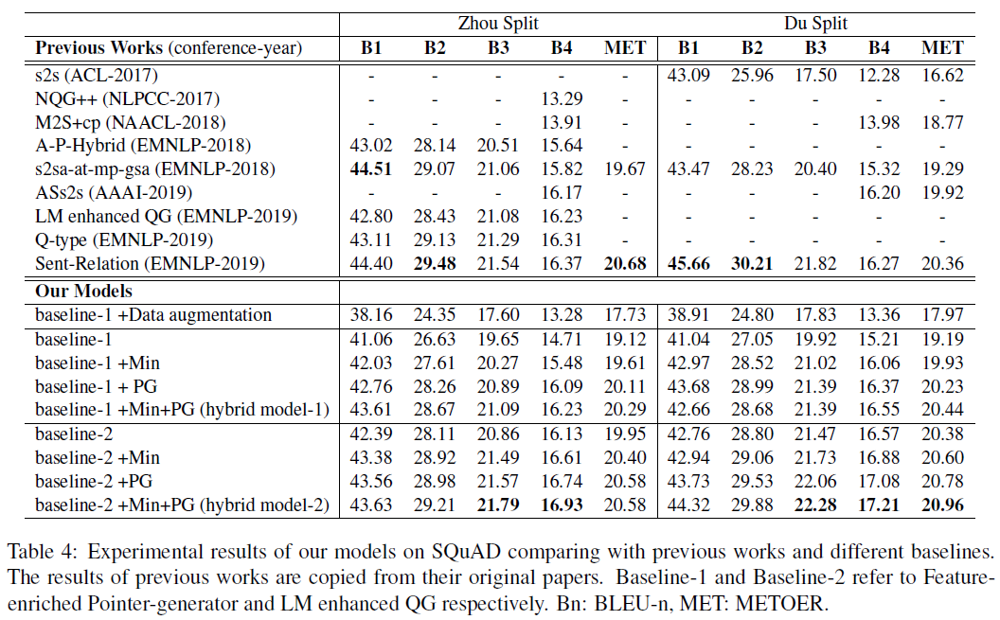 Zhou Split Du Split
Previous Works (conference-year) B1 B2 B3 B4 MET B1 B2 B3 B4 MET
s2s (ACL-2017) - - - - - 43.09 25.96 17.50 12.28 16.62
NQG++ (NLPCC-2017) - - - 13.29 - - - - - -
M2S+cp (NAACL-2018) - - - 13.91 - - - - 13.98 18.77
A-P-Hybrid (EMNLP-2018) 43.02 28.14 20.51 15.64 - - - - - -
s2sa-at-mp-gsa (EMNLP-2018) 44.51 29.07 21.06 15.82 19.67 43.47 28.23 20.40 15.32 19.29
ASs2s (AAAI-2019) - - - 16.17 - - - - 16.20 19.92
LM enhanced QG (EMNLP-2019) 42.80 28.43 21.08 16.23 - - - - - -
Q-type (EMNLP-2019) 43.11 29.13 21.29 16.31 - - - - - -
Sent-Relation (EMNLP-2019) 44.40 29.48 21.54 16.37 20.68 45.66 30.21 21.82 16.27 20.36
Our Models
baseline-1 +Data augmentation 38.16 24.35 17.60 13.28 17.73 38.91 24.80 17.83 13.36 17.97
baseline-1 41.06 26.63 19.65 14.71 19.12 41.04 27.05 19.92 15.21 19.19
baseline-1 +Min 42.03 27.61 20.27 15.48 19.61 42.97 28.52 21.02 16.06 19.93
baseline-1 + PG 42.76 28.26 20.89 16.09 20.11 43.68 28.99 21.39 16.37 20.23
baseline-1 +Min+PG (hybrid model-1) 43.61 28.67 21.09 16.23 20.29 42.66 28.68 21.39 16.55 20.44
baseline-2 42.39 28.11 20.86 16.13 19.95 42.76 28.80 21.47 16.57 20.38
baseline-2 +Min 43.38 28.92 21.49 16.61 20.40 42.94 29.06 21.73 16.88 20.60
baseline-2 +PG 43.56 28.98 21.57 16.74 20.58 43.73 29.53 22.06 17.08 20.78
baseline-2 +Min+PG (hybrid model-2) 43.63 29.21 21.79 16.93 20.58 44.32 29.88 22.28 17.21 20.96
Table 4: Experimental results of our models on SQuAD comparing with previous works and different baselines.
The results of previous works are copied from their original papers. Baseline-1 and Baseline-2 refer to Feature-
enriched Pointer-generator and LM enhanced QG respectively. Bn: BLEU-n, MET: METOER.